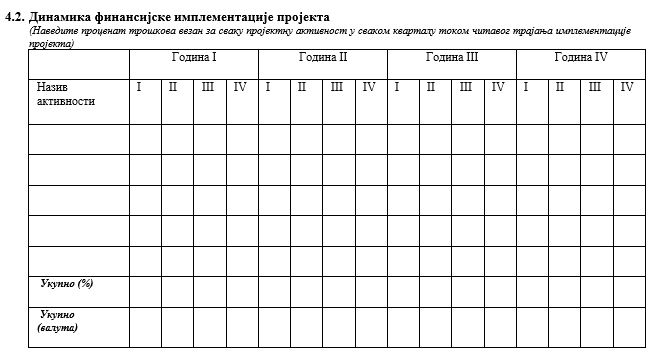 4.2. Динамика финансијске имплементације пројекта
(Наведите проценат трошкова везан за сваку пројектну активност у сваком кварталу током читавог трајања имплементације
пројекта)
Година I Година II Година III Година IV
Назив
активности
I II III IV I II III IV I II III IV I II III IV
Укупно (%)
Укупно
(валута)